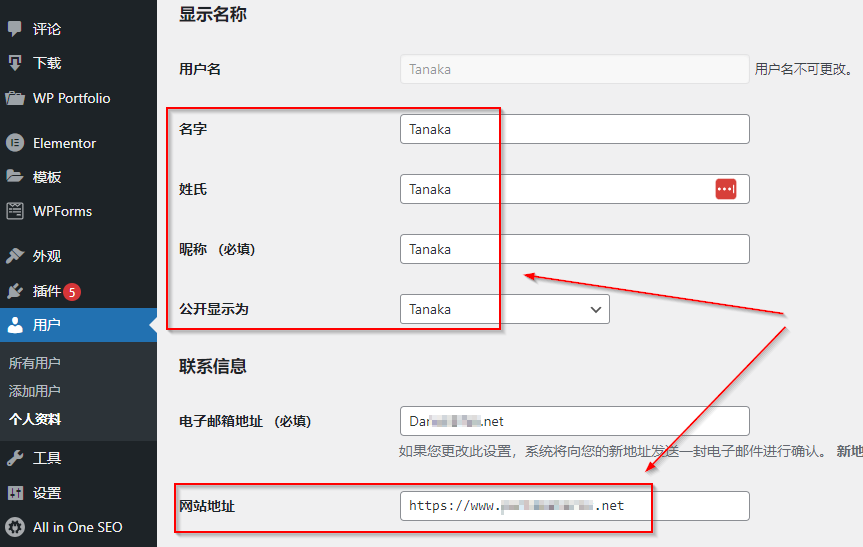 评论
下载
WP Portfolio
Elementor
模板
WPForms
外观
插件 5
用户
所有用户
添加用户
个人资料
工具
设置
All in One SEO
显示名称
用户名 Tanaka 用户名不可更改。
名字 Tanaka
姓氏 Tanaka
昵称 （必填） Tanaka
公开显示为 Tanaka
联系信息
电子邮箱地址 （必填） Dar .net
如果您更改此设置，系统将向您的新地址发送一封电子邮件进行确认。 新地
网站地址 https://www. .net